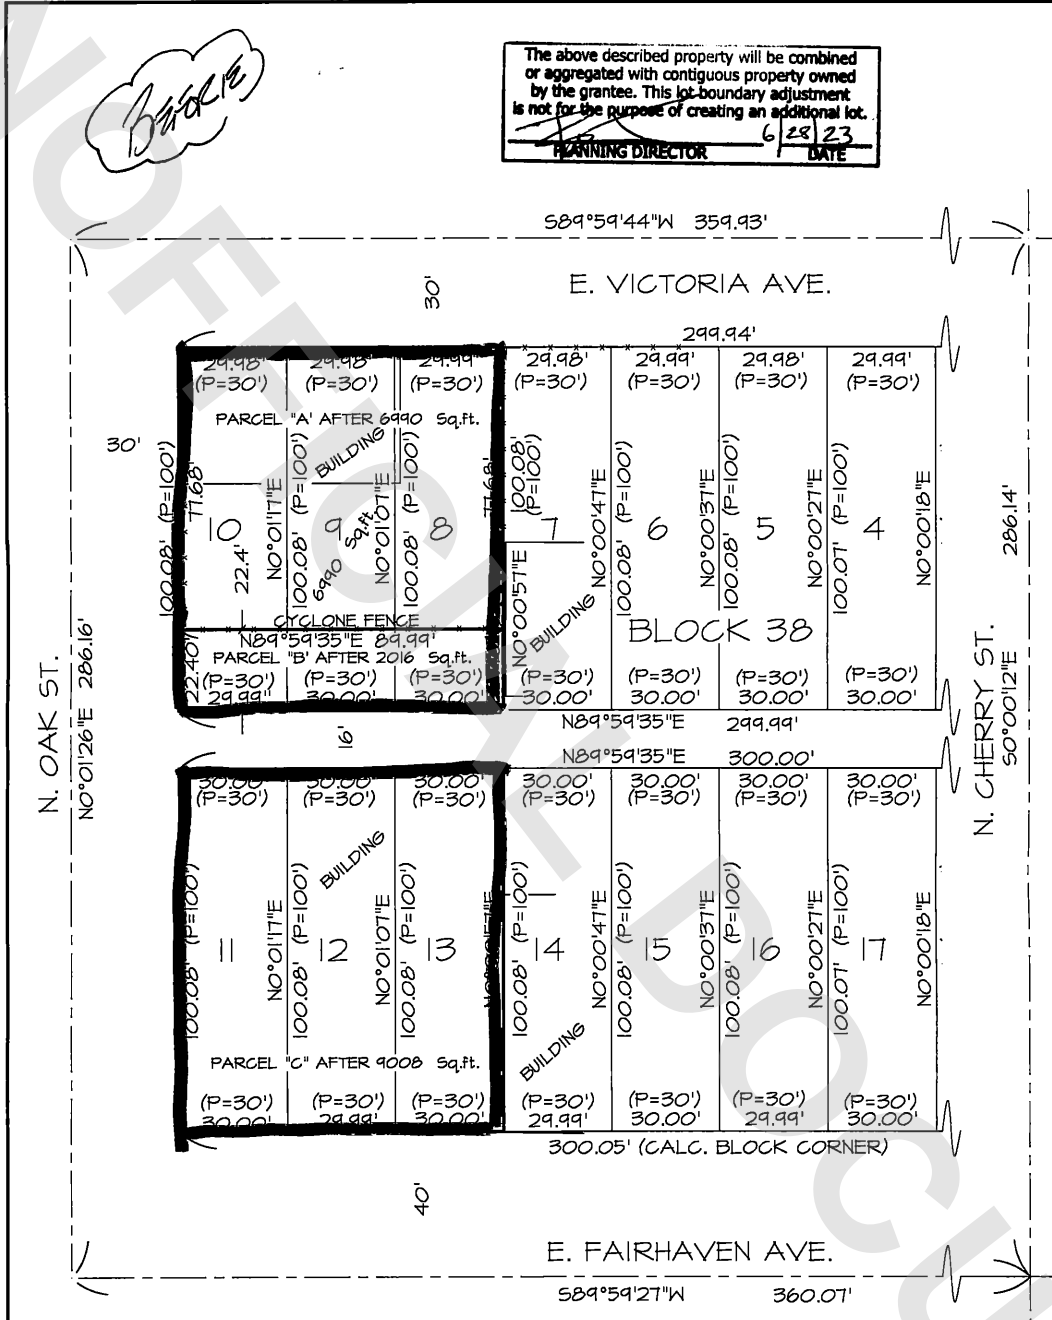 BEFORE
The above described property will be combined
or aggregated with contiguous property owned
by the grantee. This lot boundary adjustment
is not for the purpose of creating an additional lot.
6/28/23
PLANNING DIRECTOR DATE
S89°59'44"W 359.93'
E. VICTORIA AVE.
30'
299.94'
29.98' 29.98' 29.99' 29.98' 29.99' 29.98' 29.99'
(P=30') (P=30') (P=30') (P=30') (P=30') (P=30') (P=30')
PARCEL "A' AFTER 6990 Sq.ft.
30'
BUILDING
100.08' (P=100')
77.68'
10
22.4'
N0°01'17"E
100.08' (P=100')
9
6990 Sq.ft.
N0°01'07"E
100.08' (P=100')
8
77.68'
100.08' (P=100')
7
N0°00'57"E
BUILDING
N0°00'47"E
100.08' (P=100')
6
N0°00'37"E
100.08' (P=100')
5
N0°00'27"E
100.07' (P=100')
4
N0°00'18"E
286.14'
CYCLONE FENCE
N89°59'35"E 89.99'
BLOCK 38
PARCEL "B' AFTER 2016 Sq.ft.
22.40'
(P=30') (P=30') (P=30') (P=30') (P=30') (P=30') (P=30')
29.99' 30.00' 30.00' 30.00' 30.00' 30.00' 30.00'
N89°59'35"E 299.99'
16'
N. OAK ST.
N0°01'26"E 286.16'
N. CHERRY ST.
S0°00'12"E
N89°59'35"E 300.00'
30.00' 30.00' 30.00' 30.00' 30.00' 30.00' 30.00'
(P=30') (P=30') (P=30') (P=30') (P=30') (P=30') (P=30')
BUILDING
100.08' (P=100')
11
N0°01'17"E
100.08' (P=100')
12
N0°01'07"E
100.08' (P=100')
13
N0°00'57"E
100.08' (P=100')
14
N0°00'47"E
100.08' (P=100')
15
N0°00'37"E
100.08' (P=100')
16
N0°00'27"E
100.07' (P=100')
17
N0°00'18"E
BUILDING
PARCEL "C" AFTER 9008 Sq.ft.
(P=30') (P=30') (P=30') (P=30') (P=30') (P=30') (P=30')
30.00' 29.99' 30.00' 29.99' 30.00' 29.99' 30.00'
300.05' (CALC. BLOCK CORNER)
40'
E. FAIRHAVEN AVE.
S89°59'27"W 360.07'
NOFFICIAL DOCU